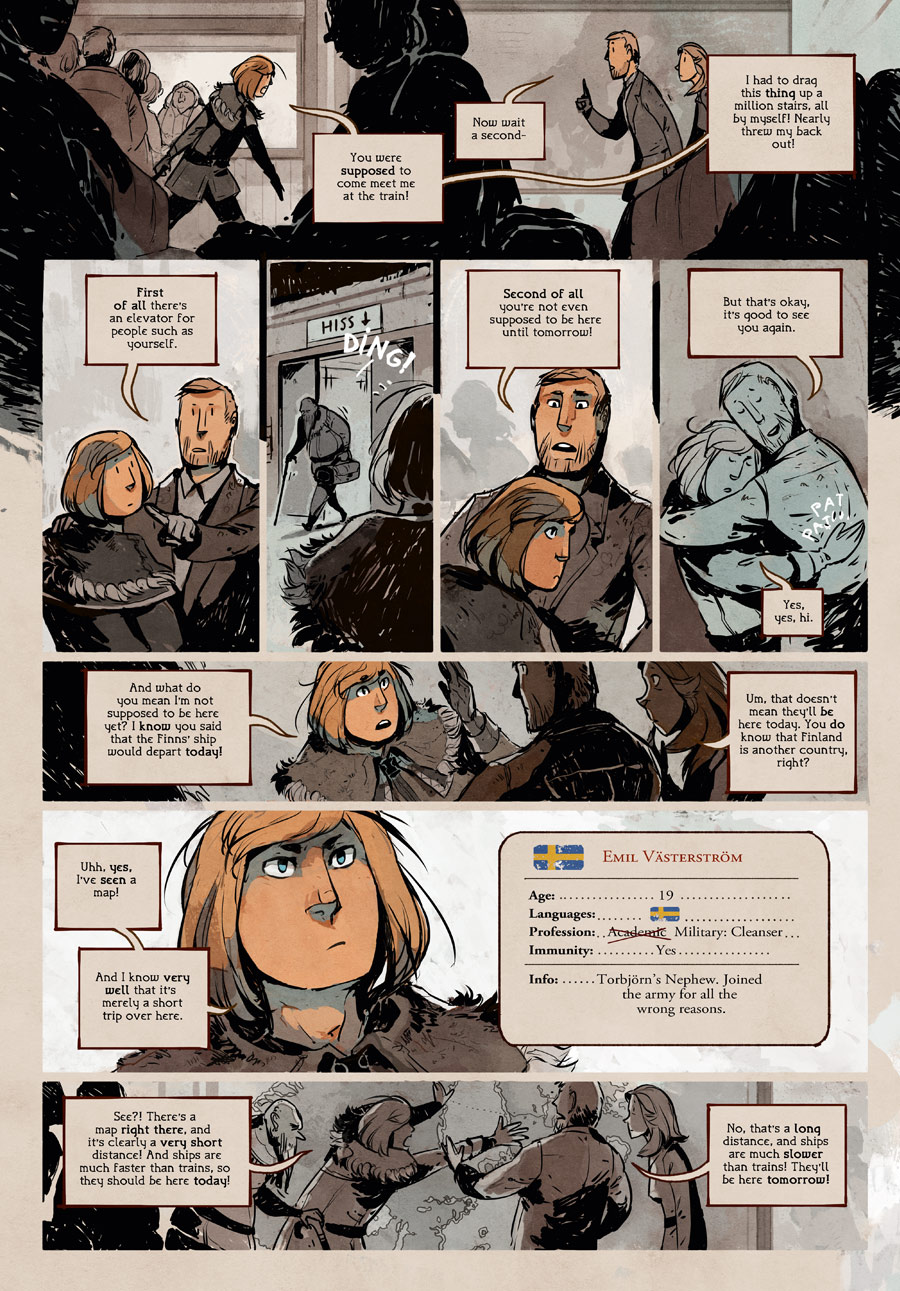 You were
supposed to
come meet me
at the train!
Now wait
a second-
I had to drag
this thing up a
million stairs, all
by myself! Nearly
threw my back
out!
First
of all there's
an elevator for
people such as
yourself.
HISS ↓
DING!
Second of all
you're not even
supposed to be here
until tomorrow!
But that's okay,
it's good to see
you again.
PAT
PAT
Yes,
yes, hi.
And what do
you mean I'm not
supposed to be here
yet? I know you said
that the Finns' ship
would depart today!
Um, that doesn't
mean they'll be
here today. You do
know that Finland
is another country,
right?
Uhh, yes,
I've seen a
map!
And I know very
well that it's
merely a short
trip over here.
Emil Västerström
Age: 19
Languages:
Profession: Academic Military: Cleanser
Immunity: Yes
Info: Torbjörn's Nephew. Joined
the army for all the
wrong reasons.
See?! There's a
map right there, and
it's clearly a very short
distance! And ships are
much faster than trains, so
they should be here today!
No, that's a long
distance, and ships
are much slower
than trains! They'll
be here tomorrow!